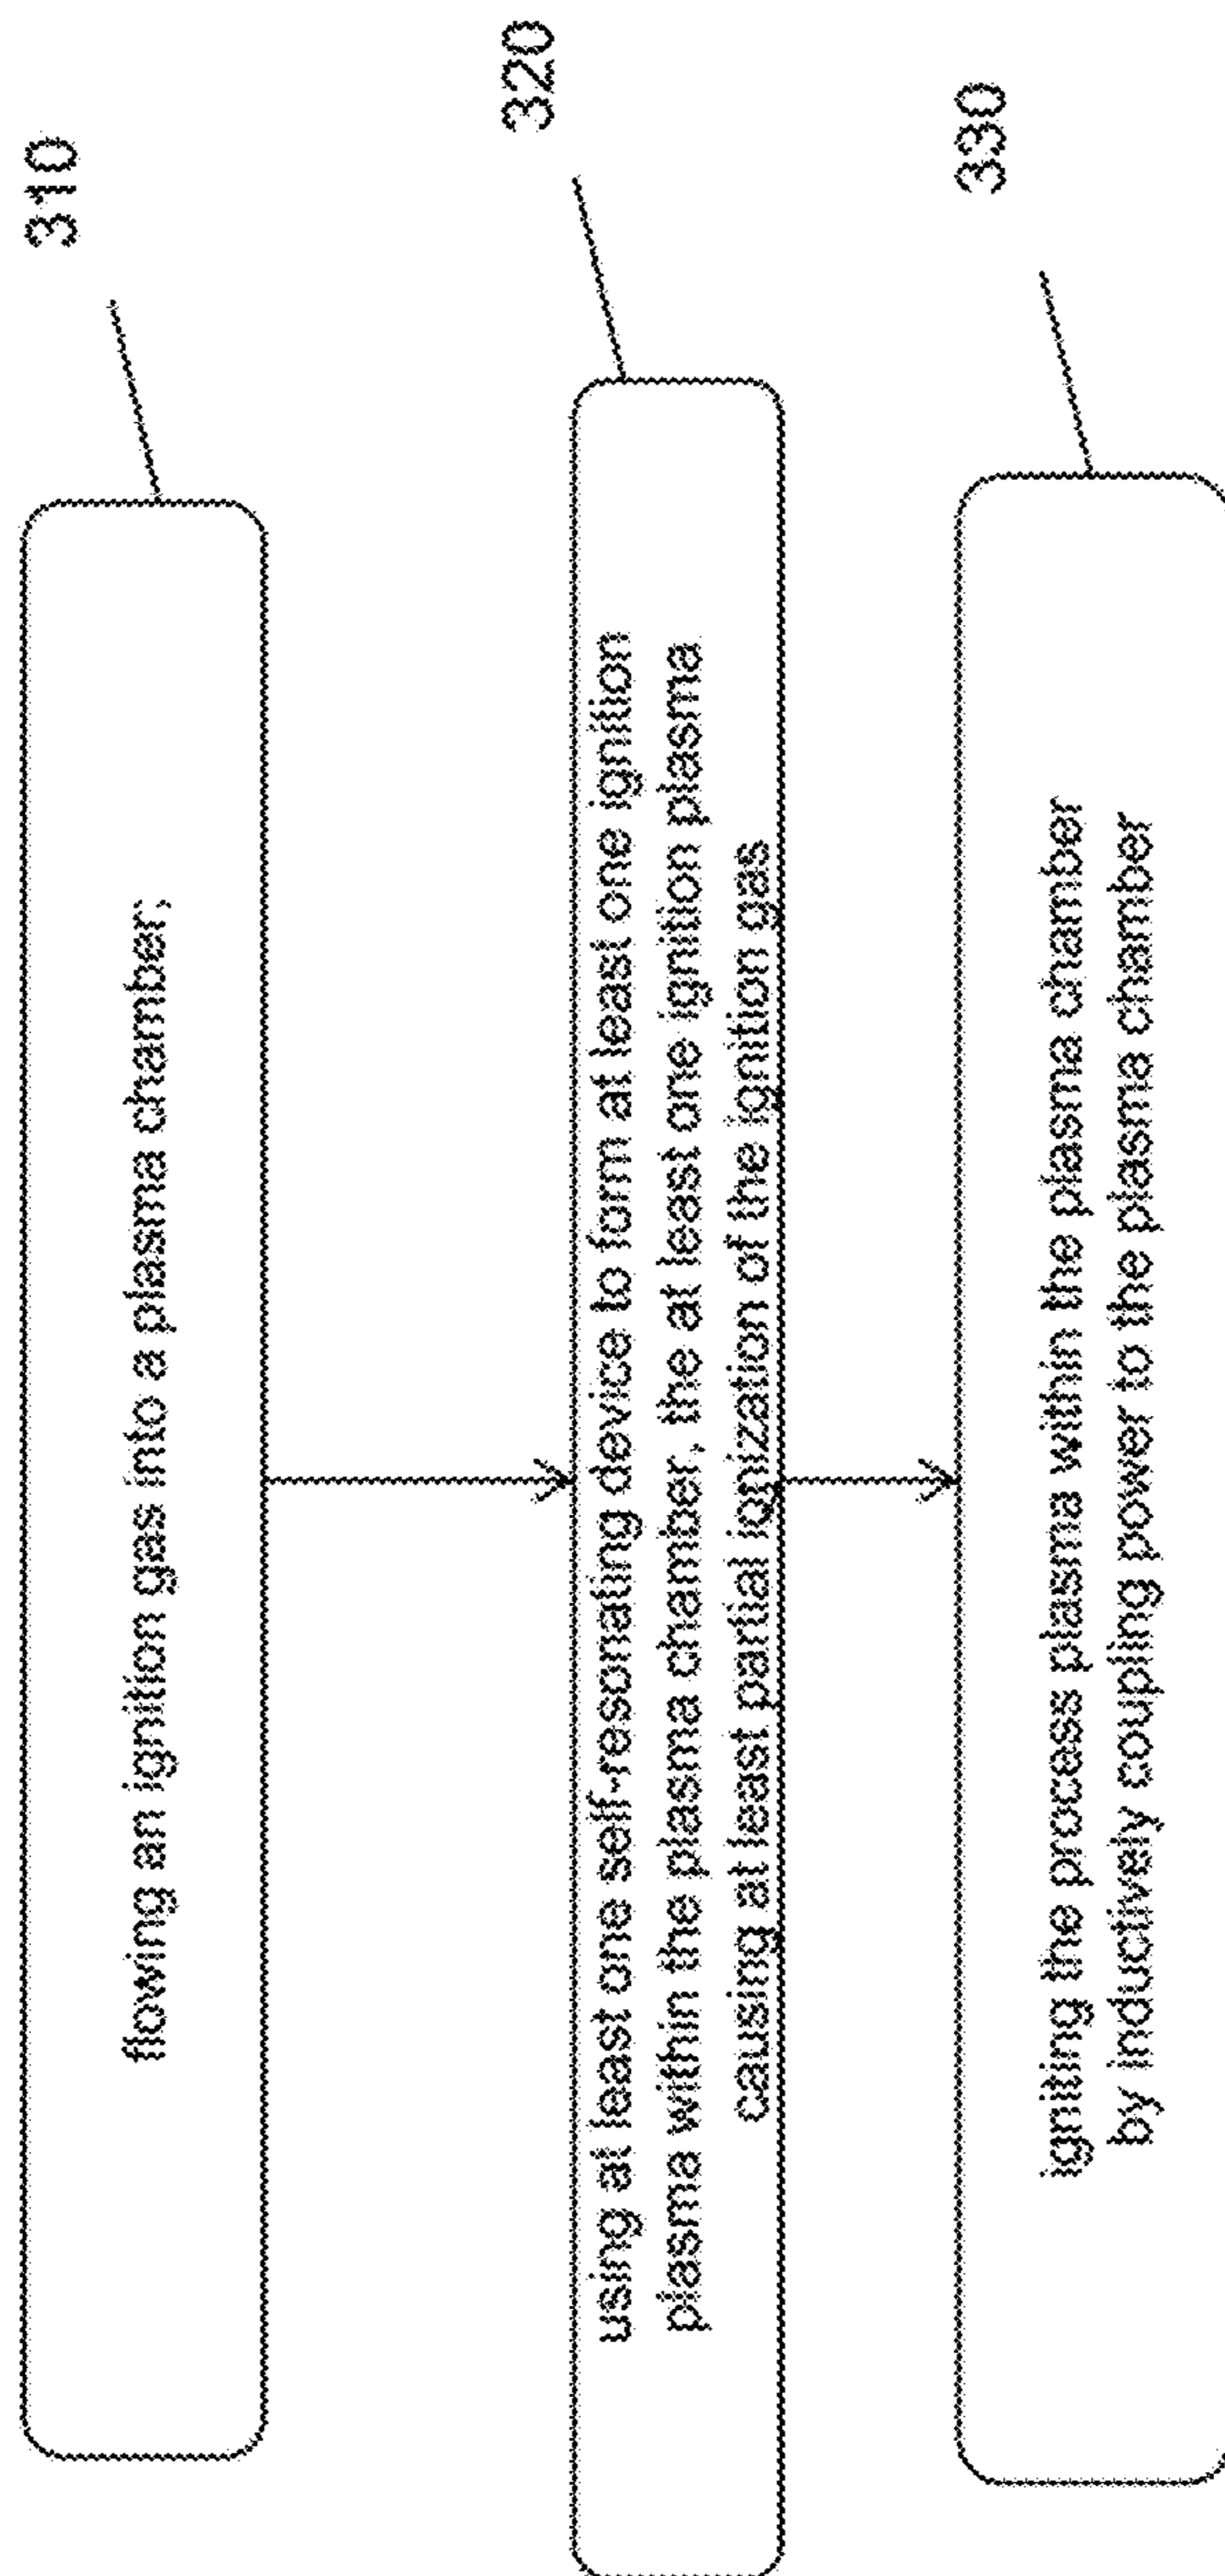 310
flowing an ignition gas into a plasma chamber;
320
using at least one self-resonating device to form at least one ignition
plasma within the plasma chamber, the at least one ignition plasma
causing at least partial ionization of the ignition gas
330
igniting the process plasma within the plasma chamber
by inductively coupling power to the plasma chamber